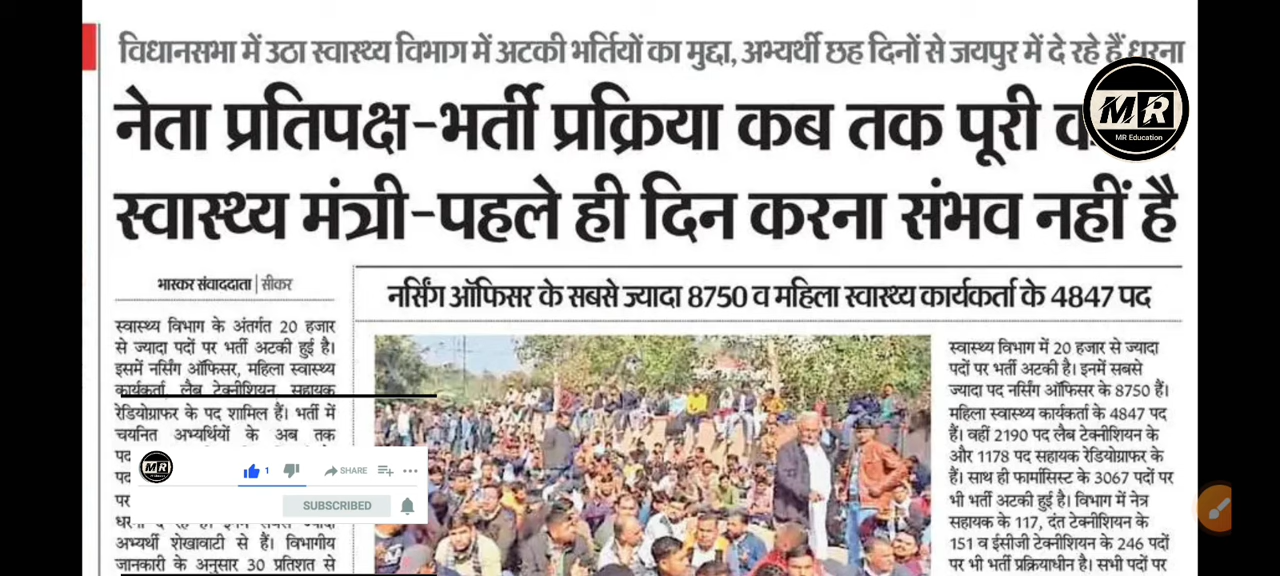 विधानसभा में उठा स्वास्थ्य विभाग में अटकी भर्तियों का मुद्दा, अभ्यर्थी छह दिनों से जयपुर में दे रहे हैं धरना
नेता प्रतिपक्ष-भर्ती प्रक्रिया कब तक पूरी
स्वास्थ्य मंत्री-पहले ही दिन करना संभव नहीं है
MR
MR Education
भास्कर संवाददाता | सीकर
स्वास्थ्य विभाग के अंतर्गत 20 हजार
से ज्यादा पदों पर भर्ती अटकी हुई है।
इसमें नर्सिंग ऑफिसर, महिला स्वास्थ्य
कार्यकर्ता लैब टेक्नीशियन सहायक
रेडियोग्राफर के पद शामिल हैं। भर्ती में
चयनित अभ्यर्थियों के अब तक
पद
पद
पर
अभ्यर्थी शेखावाटी से हैं। विभागीय
जानकारी के अनुसार 30 प्रतिशत से
MR
1
SHARE
SUBSCRIBED
नर्सिंग ऑफिसर के सबसे ज्यादा 8750 व महिला स्वास्थ्य कार्यकर्ता के 4847 पद
स्वास्थ्य विभाग में 20 हजार से ज्यादा
पदों पर भर्ती अटकी है। इनमें सबसे
ज्यादा पद नर्सिंग ऑफिसर के 8750 हैं।
महिला स्वास्थ्य कार्यकर्ता के 4847 पद
हैं। वहीं 2190 पद लैब टेक्नीशियन के
और 1178 पद सहायक रेडियोग्राफर के
हैं। साथ ही फार्मासिस्ट के 3067 पदों पर
भी भर्ती अटकी हुई है। विभाग में नेत्र
सहायक के 117, दंत टेक्नीशियन के
151 व ईसीजी टेक्नीशियन के 246 पदों
पर भी भर्ती प्रक्रियाधीन है। सभी पदों पर